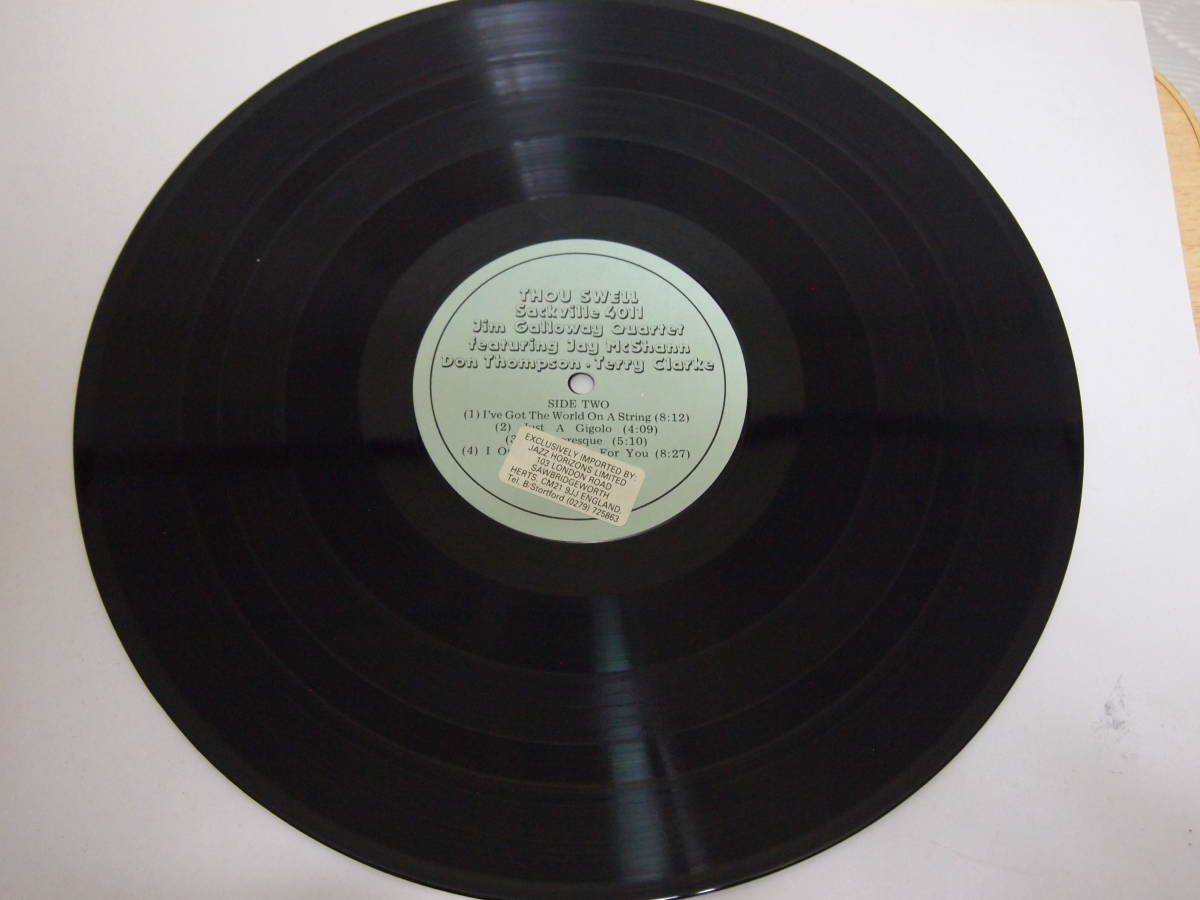 THOU SWELL
Sackville 4011
Jim Galloway Quartet
featuring Jay McShann
Don Thompson • Terry Clarke
SIDE TWO
(1) I've Got The World On A String (8:12)
(2) Just A Gigolo (4:09)
(3) (5:10)
(4) I For You (8:27)
EXCLUSIVELY IMPORTED BY:
JAZZ HORIZONS LIMITED
103 LONDON ROAD
SAWBRIDGEWORTH
HERTS. CM21 9JJ ENGLAND.
Tel. B:Stortford (0279) 725863